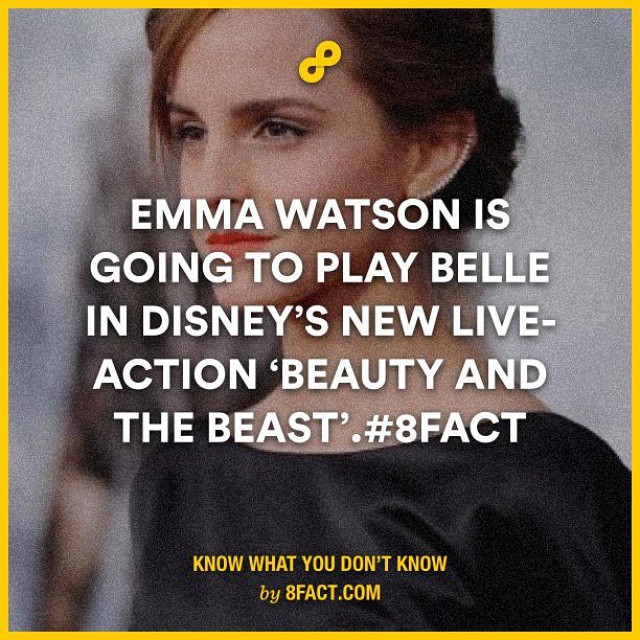 EMMA WATSON IS
GOING TO PLAY BELLE
IN DISNEY’S NEW LIVE-
ACTION ‘BEAUTY AND
THE BEAST’.#8FACT
KNOW WHAT YOU DON’T KNOW
by 8FACT.COM